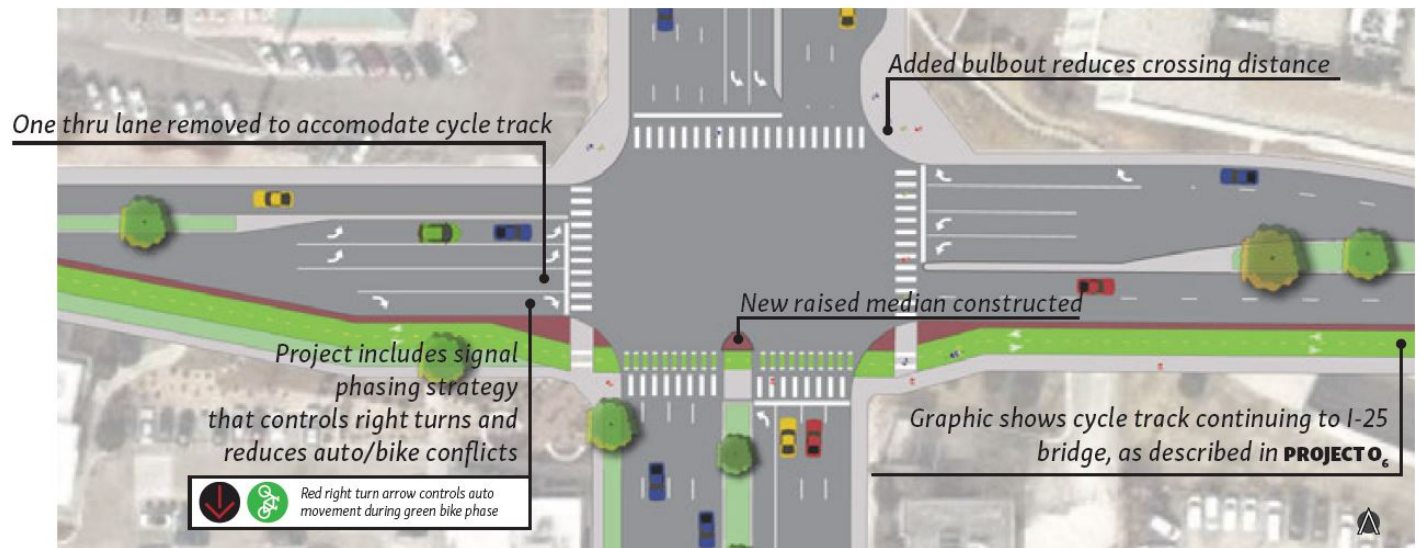 Added bulbout reduces crossing distance
One thru lane removed to accomodate cycle track
New raised median constructed
Project includes signal
phasing strategy
that controls right turns and
reduces auto/bike conflicts
Red right turn arrow controls auto
movement during green bike phase
Graphic shows cycle track continuing to I-25
bridge, as described in PROJECT O6